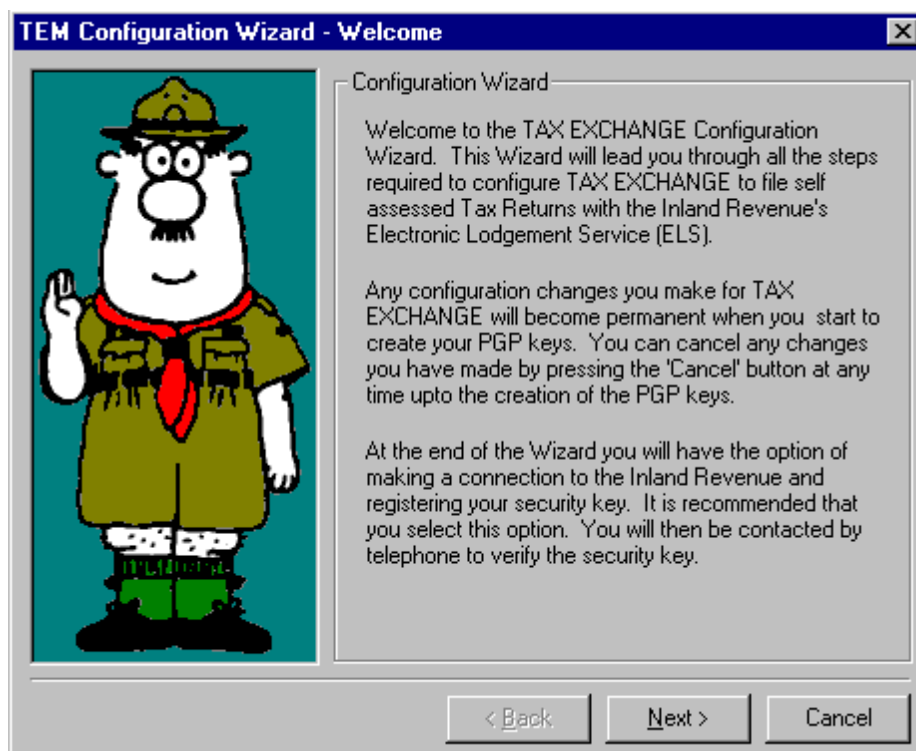 TEM Configuration Wizard - Welcome
Configuration Wizard
Welcome to the TAX EXCHANGE Configuration
Wizard.  This Wizard will lead you through all the steps
required to configure TAX EXCHANGE to file self
assessed Tax Returns with the Inland Revenue's
Electronic Lodgement Service (ELS).
Any configuration changes you make for TAX
EXCHANGE will become permanent when you  start to
create your PGP keys.  You can cancel any changes
you have made by pressing the 'Cancel' button at any
time upto the creation of the PGP keys.
At the end of the Wizard you will have the option of
making a connection to the Inland Revenue and
registering your security key.  It is recommended that
you select this option.  You will then be contacted by
telephone to verify the security key.
< Back
Next >
Cancel